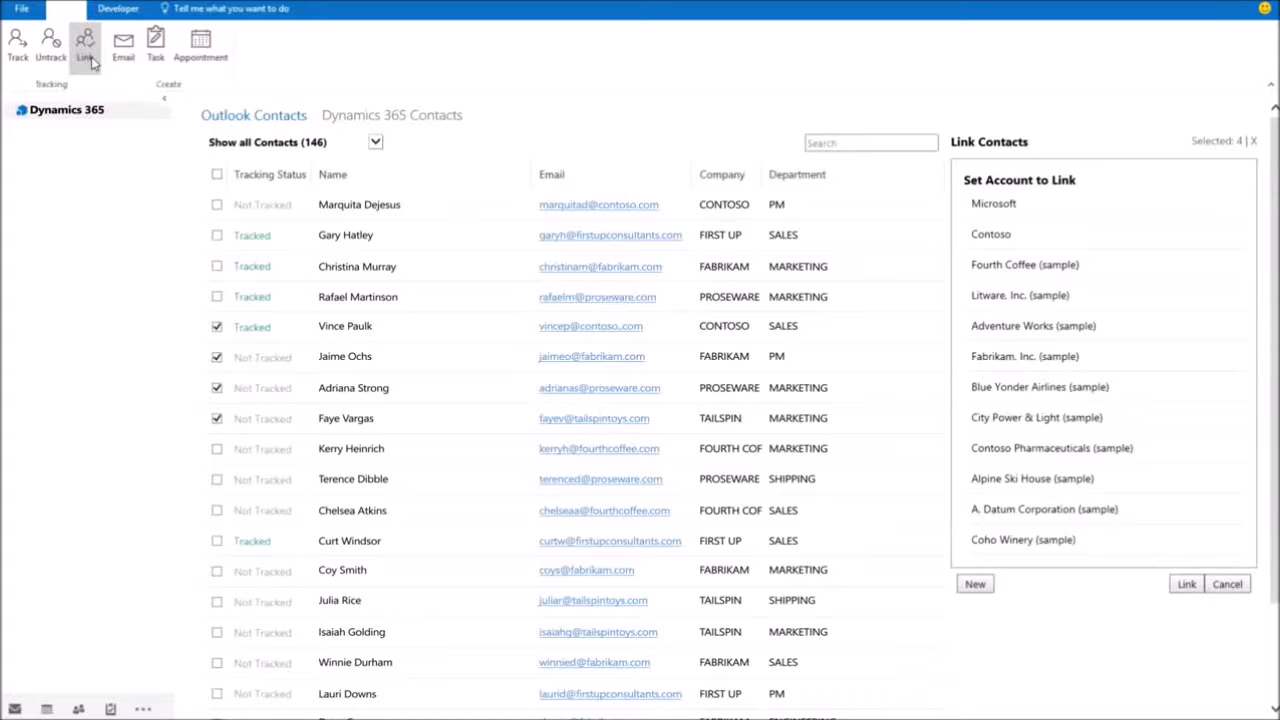 File Developer Tell me what you want to do
Track Untrack Link Email Task Appointment
Tracking Create
Dynamics 365
Outlook Contacts Dynamics 365 Contacts
Show all Contacts (146) Search
Link Contacts Selected: 4 | X
Tracking Status Name Email Company Department
Set Account to Link
Not Tracked Marquita Dejesus marquitad@contoso.com CONTOSO PM
Microsoft
Tracked Gary Hatley garyh@firstupconsultants.com FIRST UP SALES
Contoso
Tracked Christina Murray christinam@fabrikam.com FABRIKAM MARKETING
Fourth Coffee (sample)
Tracked Rafael Martinson rafaelm@proseware.com PROSEWARE MARKETING
Litware, Inc. (sample)
Tracked Vince Paulk vincep@contoso,.com CONTOSO SALES
Adventure Works (sample)
Not Tracked Jaime Ochs jaimeo@fabrikam.com FABRIKAM PM
Fabrikam. Inc. (sample)
Not Tracked Adriana Strong adrianas@proseware.com PROSEWARE MARKETING
Blue Yonder Airlines (sample)
Not Tracked Faye Vargas fayev@tailspintoys.com TAILSPIN MARKETING
City Power & Light (sample)
Not Tracked Kerry Heinrich kerryh@fourthcoffee.com FOURTH COF MARKETING
Contoso Pharmaceuticals (sample)
Not Tracked Terence Dibble terenced@proseware.com PROSEWARE SHIPPING
Alpine Ski House (sample)
Not Tracked Chelsea Atkins chelseaa@fourthcoffee.com FOURTH COF SALES
A. Datum Corporation (sample)
Tracked Curt Windsor curtw@firstupconsultants.com FIRST UP SALES
Coho Winery (sample)
Not Tracked Coy Smith coys@fabrikam.com FABRIKAM MARKETING
New Link Cancel
Not Tracked Julia Rice juliar@tailspintoys.com TAILSPIN SHIPPING
Not Tracked Isaiah Golding isaiahg@tailspintoys.com TAILSPIN MARKETING
Not Tracked Winnie Durham winnied@fabrikam.com FABRIKAM SALES
Not Tracked Lauri Downs laurid@firstupconsultants.com FIRST UP PM